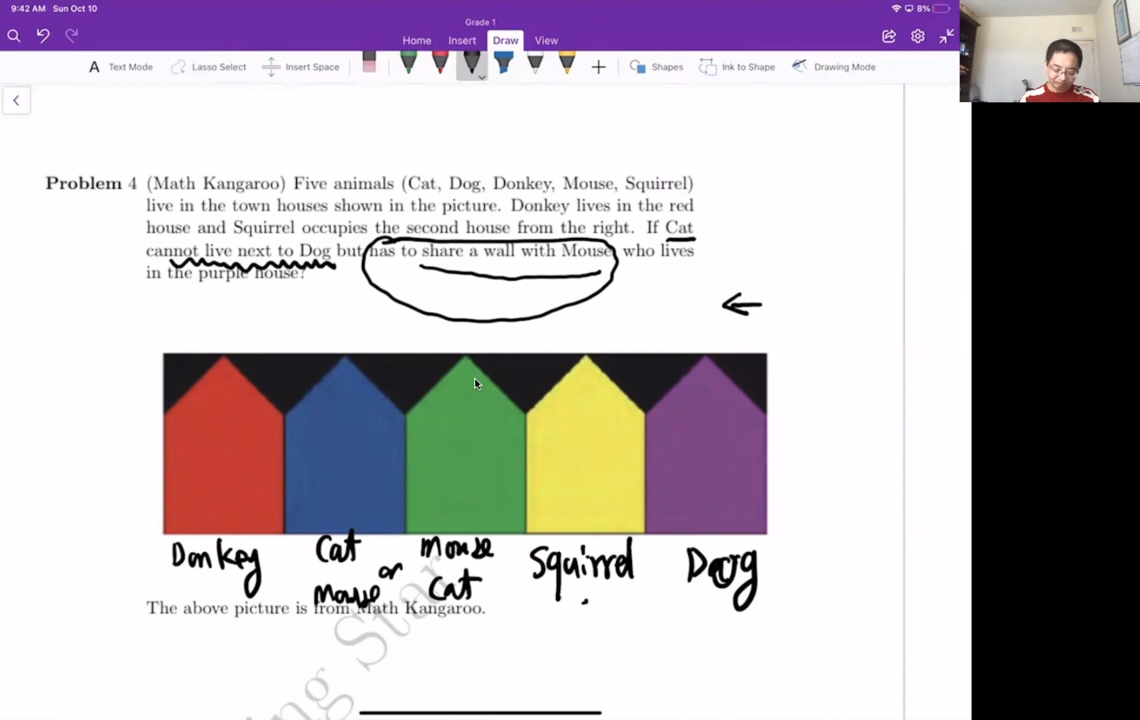 9:42 AM Sun Oct 10
8%
Grade 1
Home Insert Draw View
Text Mode Lasso Select Insert Space Shapes Ink to Shape Drawing Mode
Problem 4 (Math Kangaroo) Five animals (Cat, Dog, Donkey, Mouse, Squirrel)
live in the town houses shown in the picture. Donkey lives in the red
house and Squirrel occupies the second house from the right. If Cat
cannot live next to Dog but has to share a wall with Mouse, who lives
in the purple house?
Donkey Cat Mouse Squirrel Dog
Mouse or Cat
The above picture is from Math Kangaroo.
ng Star